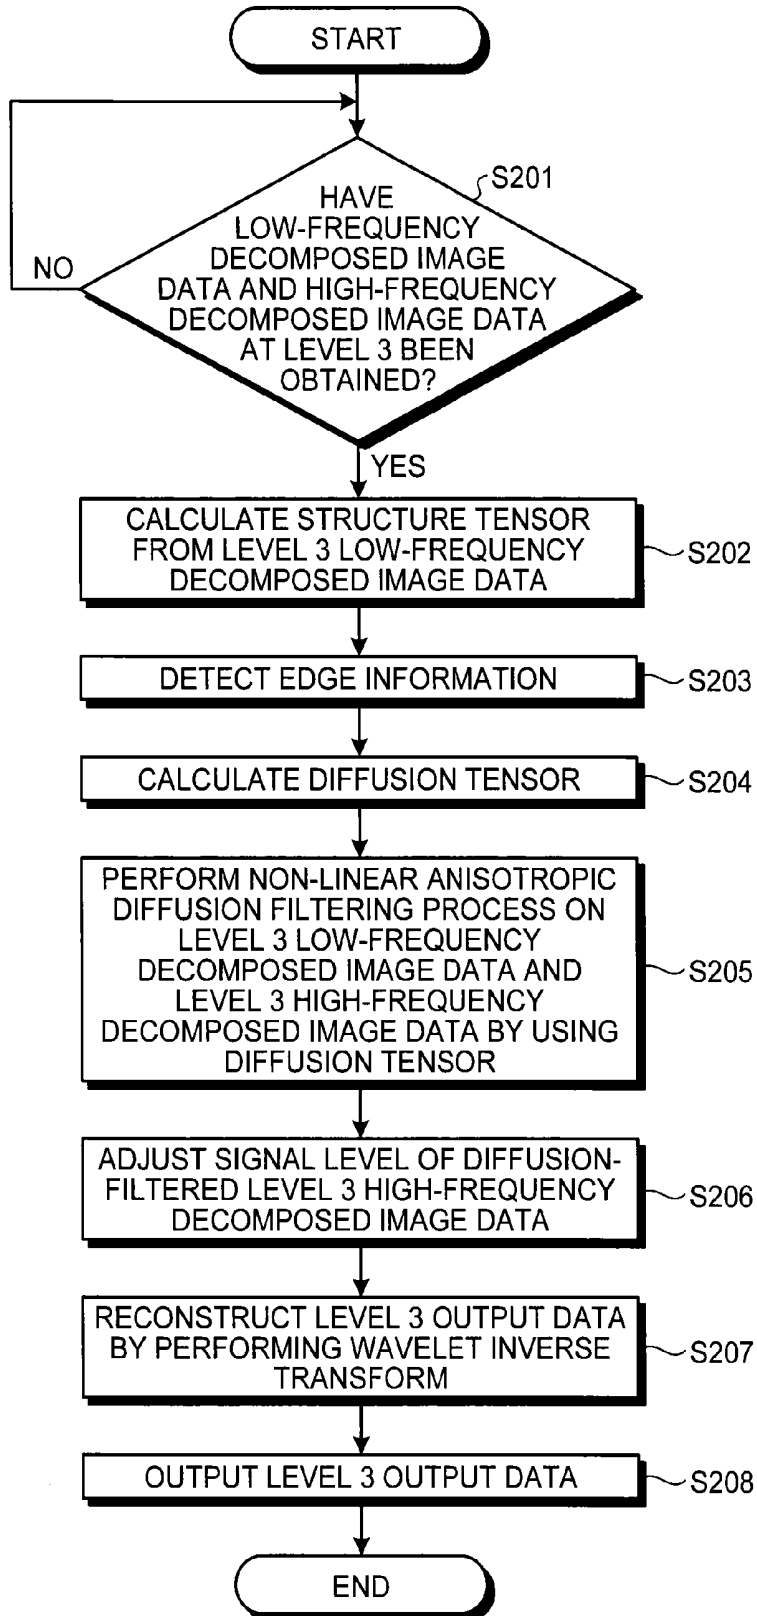 START
S201
HAVE
LOW-FREQUENCY
DECOMPOSED IMAGE
DATA AND HIGH-FREQUENCY
DECOMPOSED IMAGE DATA
AT LEVEL 3 BEEN
OBTAINED?
NO
YES
CALCULATE STRUCTURE TENSOR
FROM LEVEL 3 LOW-FREQUENCY
DECOMPOSED IMAGE DATA
S202
DETECT EDGE INFORMATION
S203
CALCULATE DIFFUSION TENSOR
S204
PERFORM NON-LINEAR ANISOTROPIC
DIFFUSION FILTERING PROCESS ON
LEVEL 3 LOW-FREQUENCY
DECOMPOSED IMAGE DATA AND
LEVEL 3 HIGH-FREQUENCY
DECOMPOSED IMAGE DATA BY USING
DIFFUSION TENSOR
S205
ADJUST SIGNAL LEVEL OF DIFFUSION-
FILTERED LEVEL 3 HIGH-FREQUENCY
DECOMPOSED IMAGE DATA
S206
RECONSTRUCT LEVEL 3 OUTPUT DATA
BY PERFORMING WAVELET INVERSE
TRANSFORM
S207
OUTPUT LEVEL 3 OUTPUT DATA
S208
END